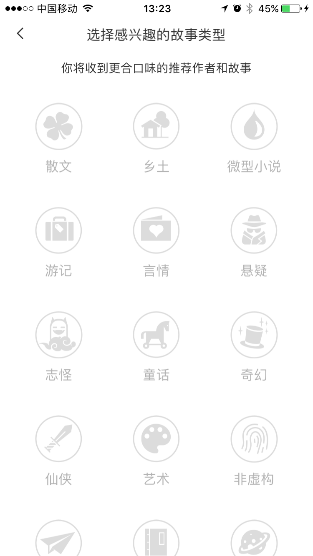 中国移动 13:23 45%
选择感兴趣的故事类型
你将收到更合口味的推荐作者和故事
散文 乡土 微型小说
游记 言情 悬疑
志怪 童话 奇幻
仙侠 艺术 非虚构